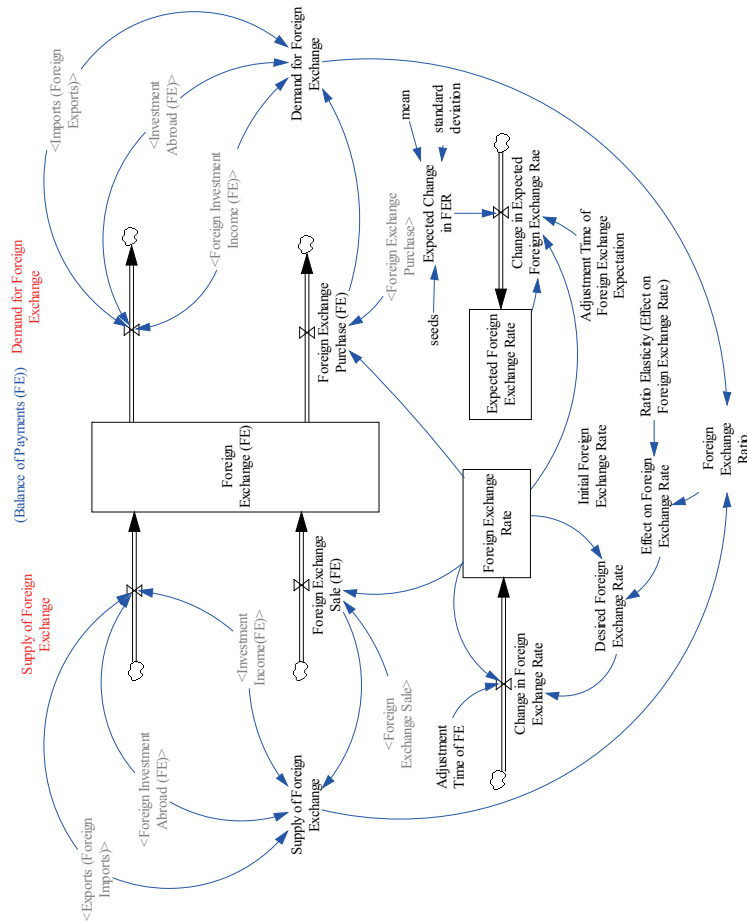 (Balance of Payments (FE))
Supply of Foreign
Exchange
Demand for Foreign
Exchange
<Exports (Foreign
Imports)>
<Imports (Foreign
Exports)>
<Foreign Investment
Abroad (FE)>
<Investment
Abroad (FE)>
<Investment
Income(FE)>
<Foreign Investment
Income (FE)>
Foreign
Exchange (FE)
Supply of Foreign
Exchange
Foreign Exchange
Sale (FE)
Foreign Exchange
Purchase (FE)
Demand for Foreign
Exchange
<Foreign
Exchange Sale>
<Foreign Exchange
Purchase>
mean
seeds
Expected Change
in FER
standard
deviation
Adjustment
Time of FE
Change in Foreign
Exchange Rate
Foreign Exchange
Rate
Expected Foreign
Exchange Rate
Change in Expected
Foreign Exchange Rae
Adjustment Time of
Foreign Exchange
Expectation
Initial Foreign
Exchange Rate
Desired Foreign
Exchange Rate
Effect on Foreign
Exchange Rate
Ratio Elasticity (Effect on
Foreign Exchange Rate)
Foreign
Exchange
Ratio